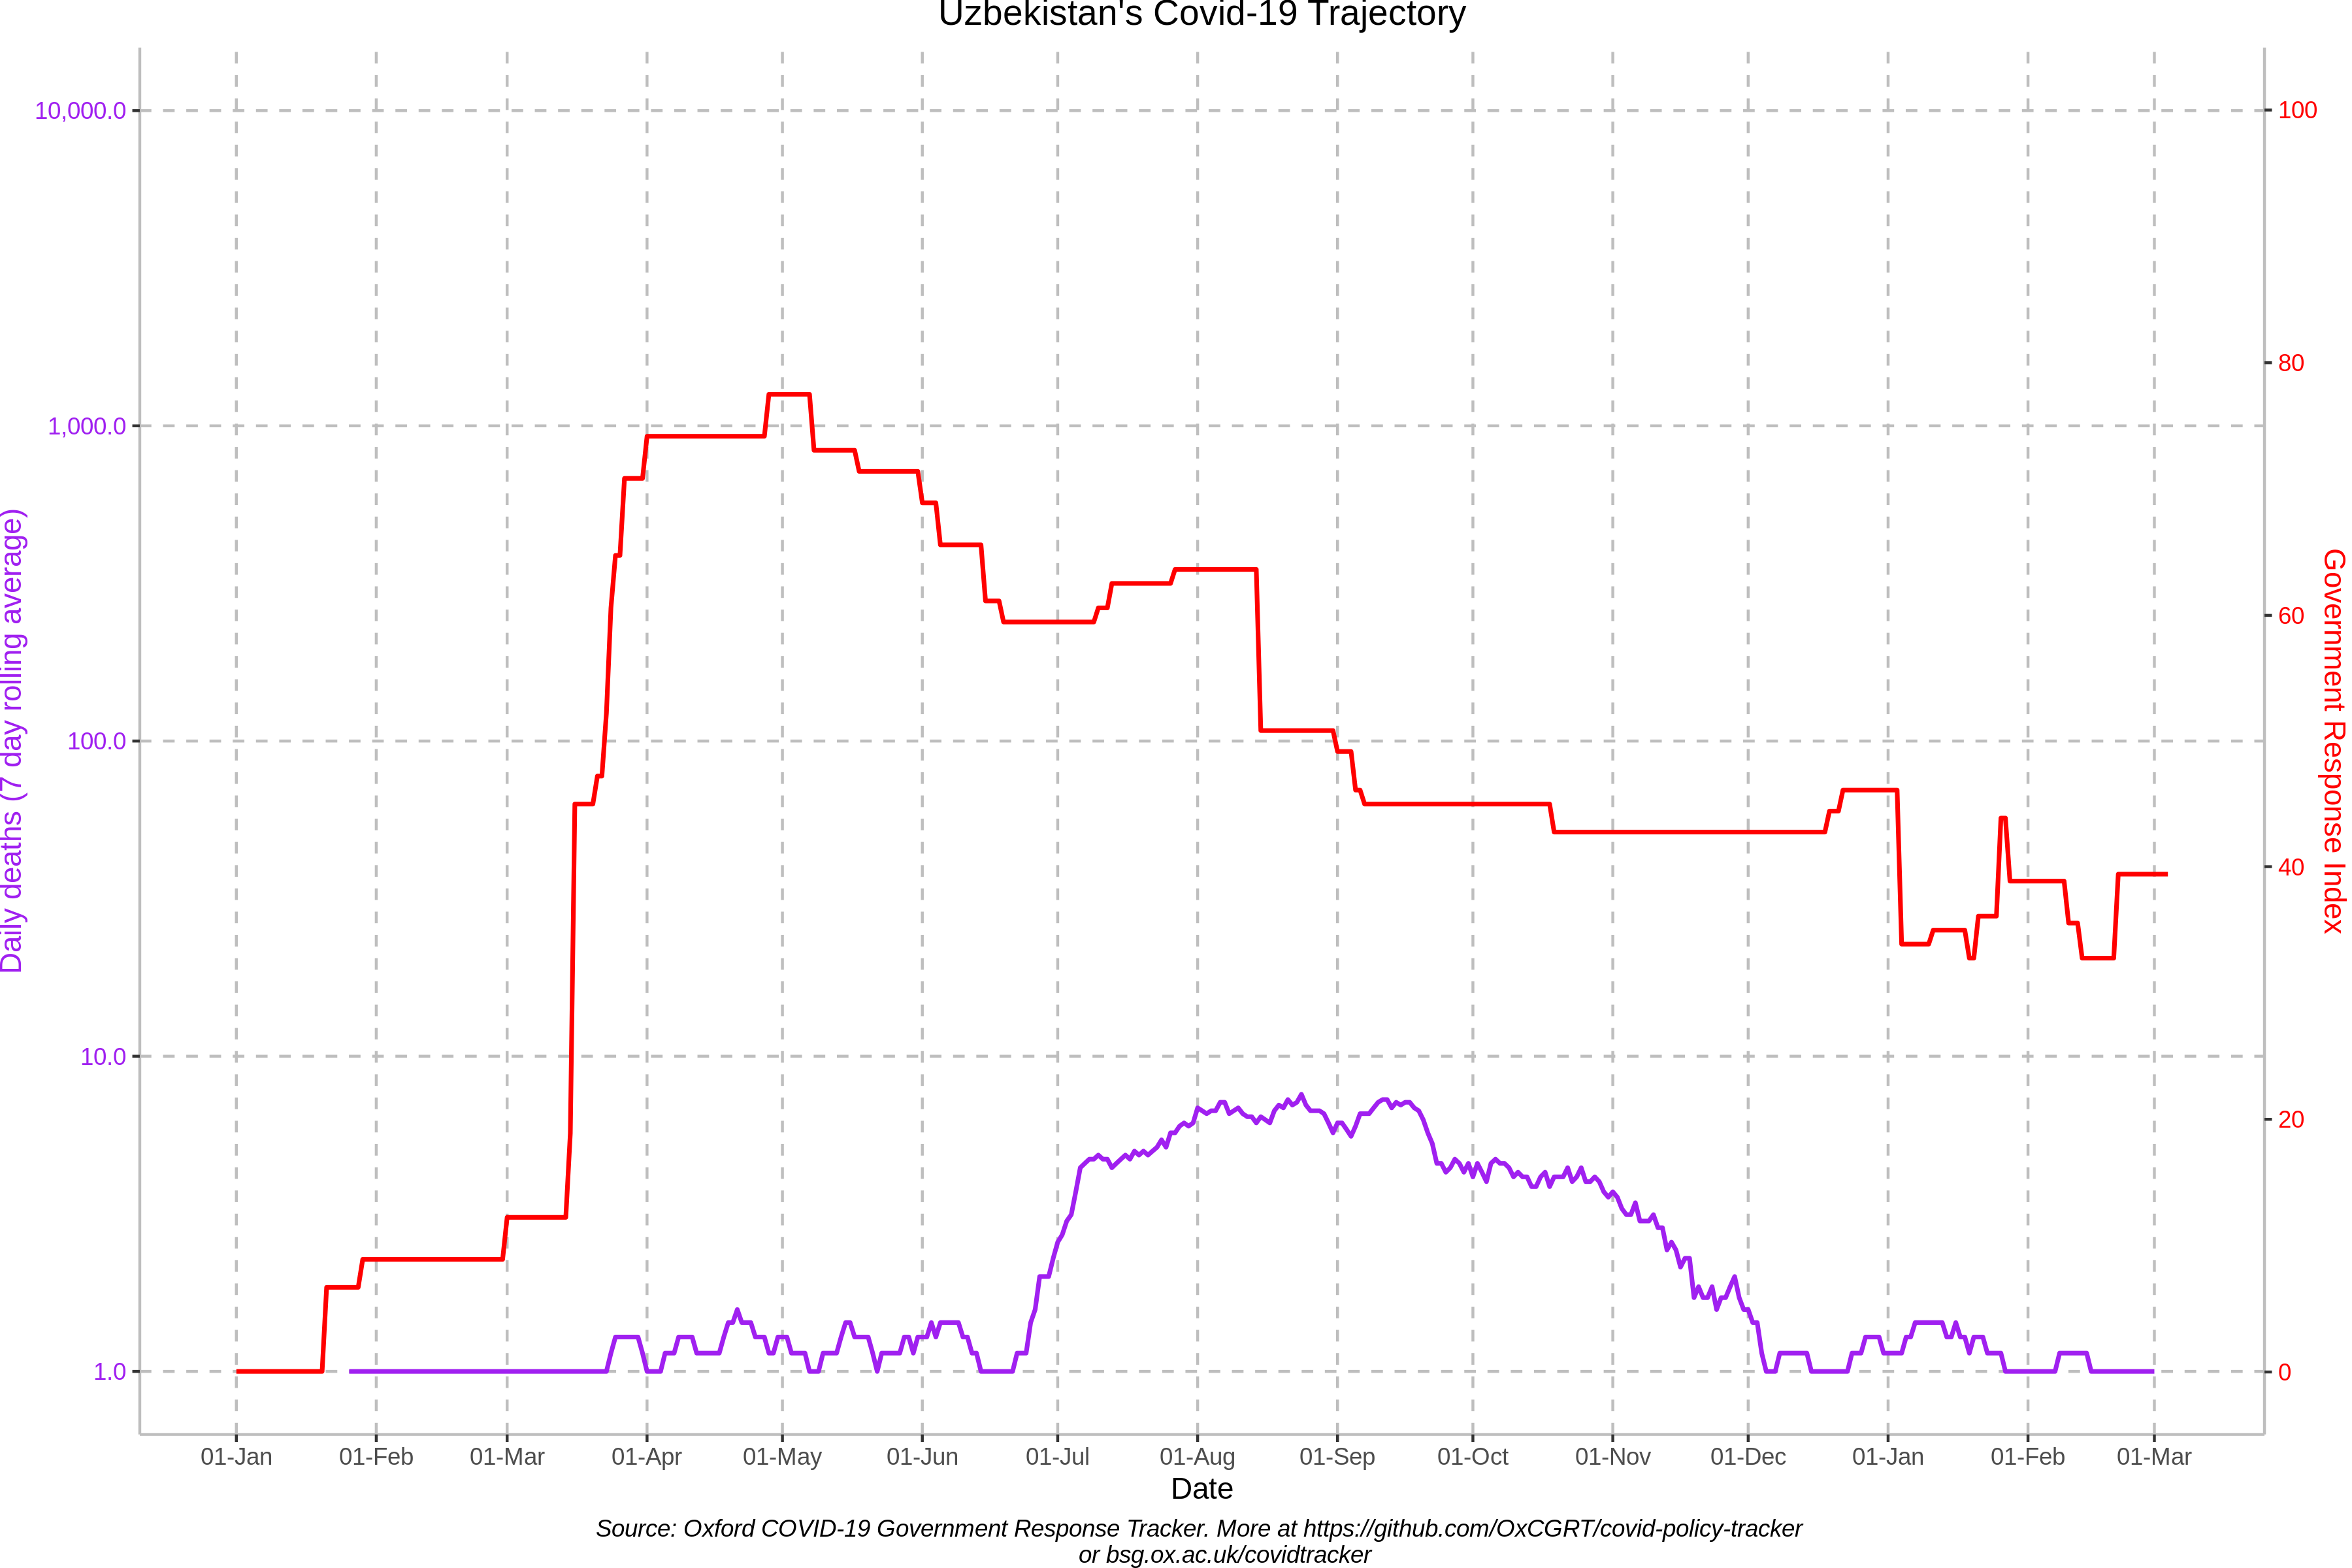 Uzbekistan's Covid-19 Trajectory
10,000.0
1,000.0
100.0
10.0
1.0
Daily deaths (7 day rolling average)
100
80
60
40
20
0
Government Response Index
01-Jan 01-Feb 01-Mar 01-Apr 01-May 01-Jun 01-Jul 01-Aug 01-Sep 01-Oct 01-Nov 01-Dec 01-Jan 01-Feb 01-Mar
Date
Source: Oxford COVID-19 Government Response Tracker. More at https://github.com/OxCGRT/covid-policy-tracker
or bsg.ox.ac.uk/covidtracker